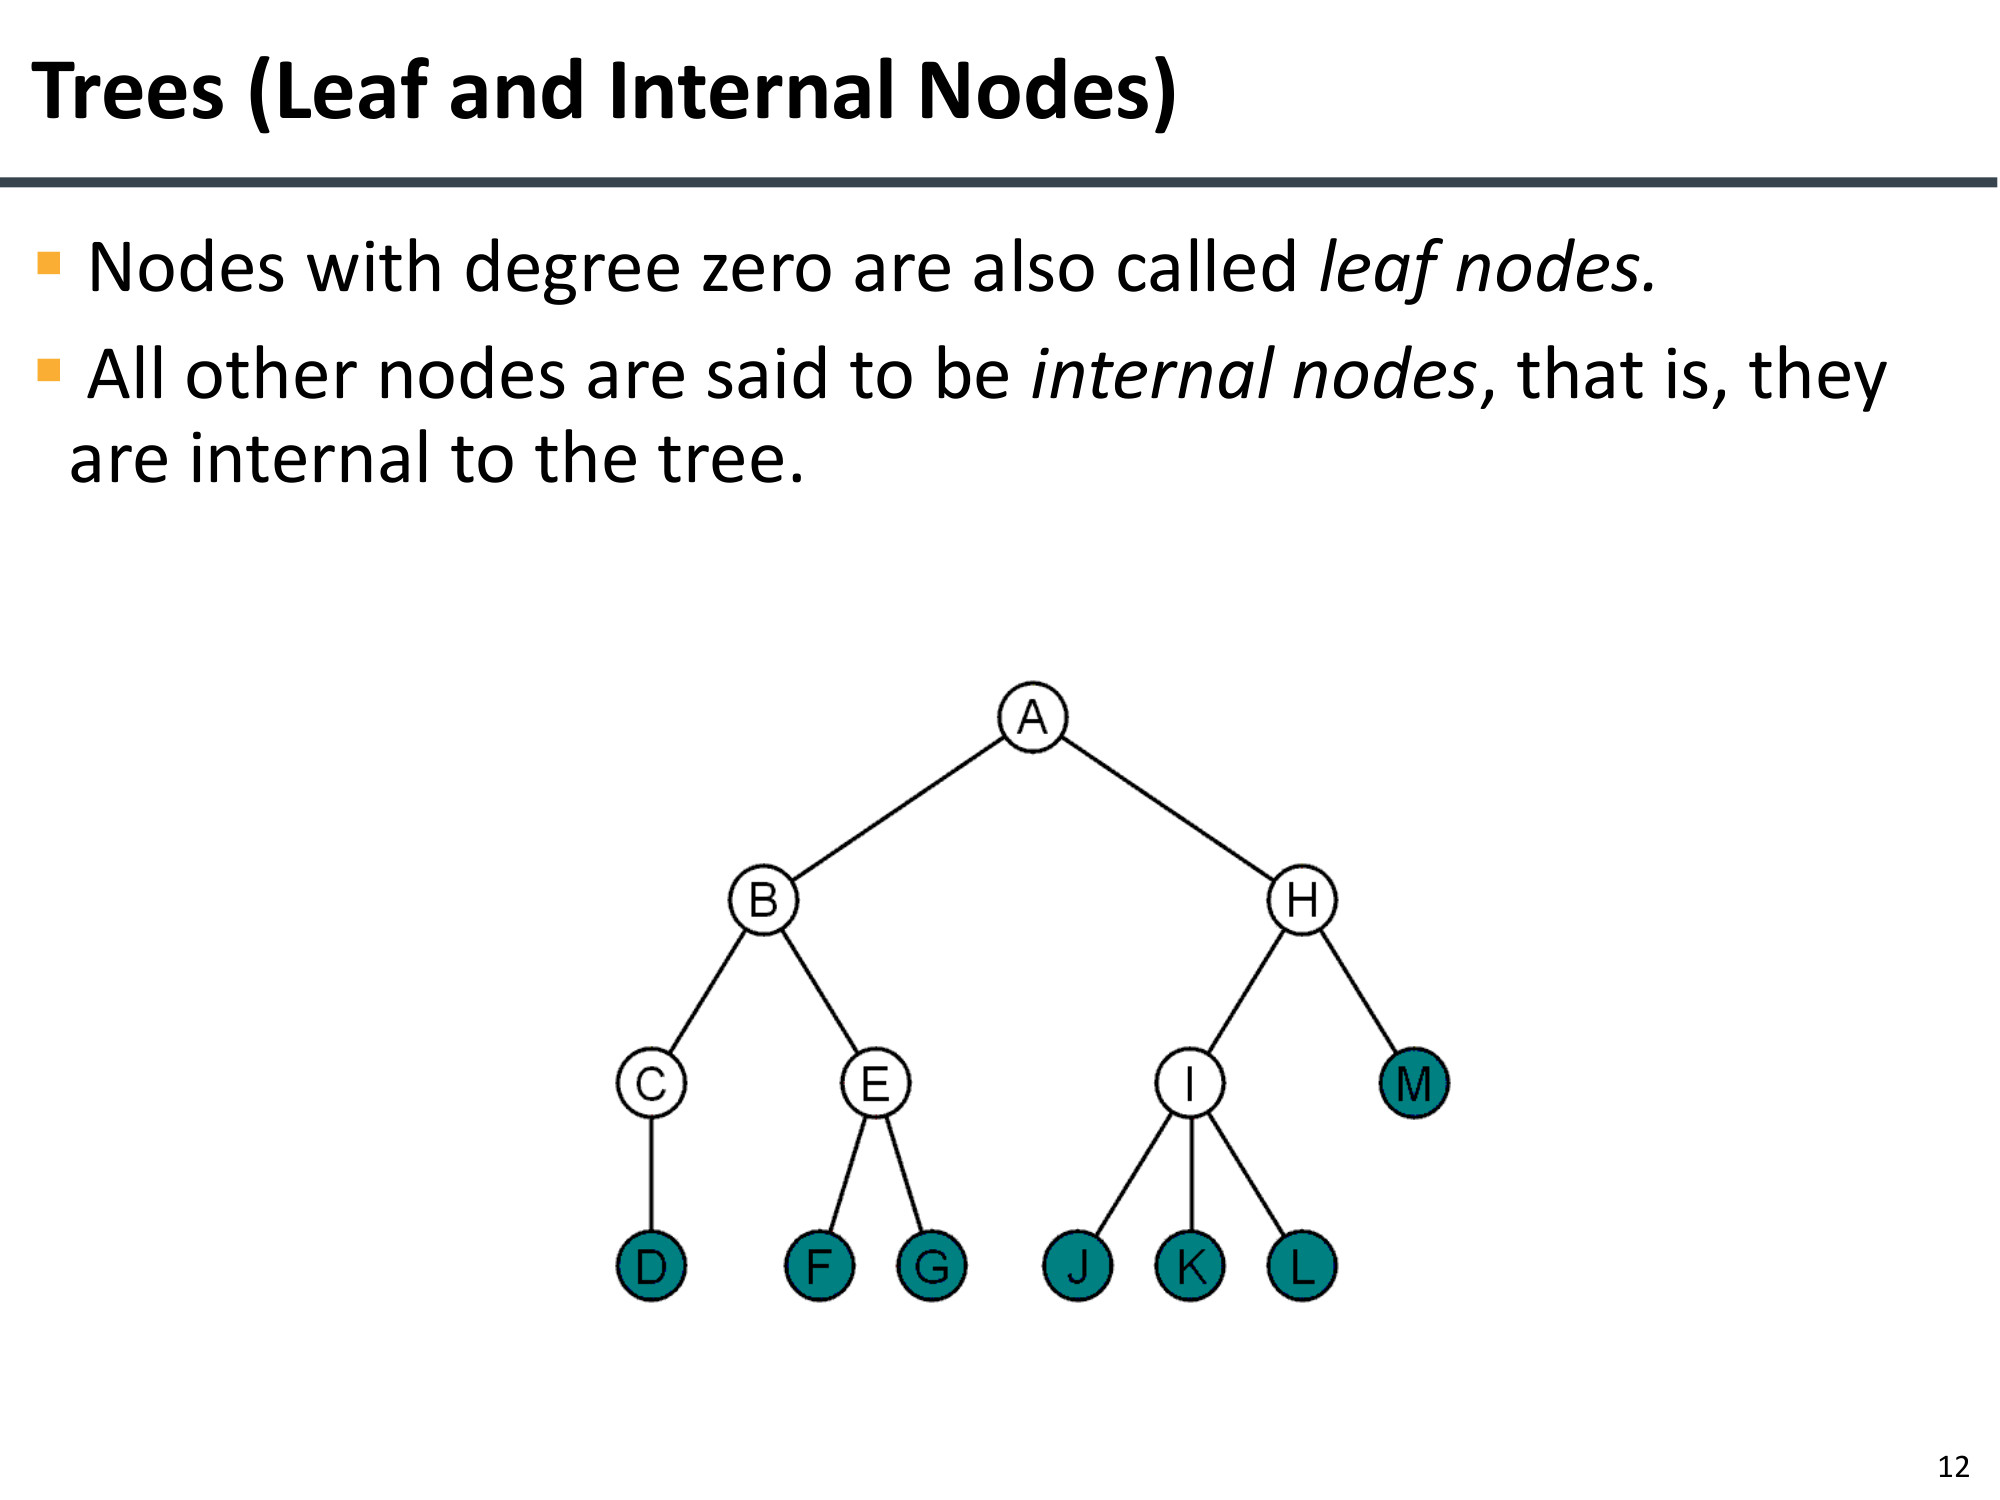 Trees (Leaf and Internal Nodes)
Nodes with degree zero are also called leaf nodes.
All other nodes are said to be internal nodes, that is, they
are internal to the tree.
A
B H
C E I M
D F G J K L
12